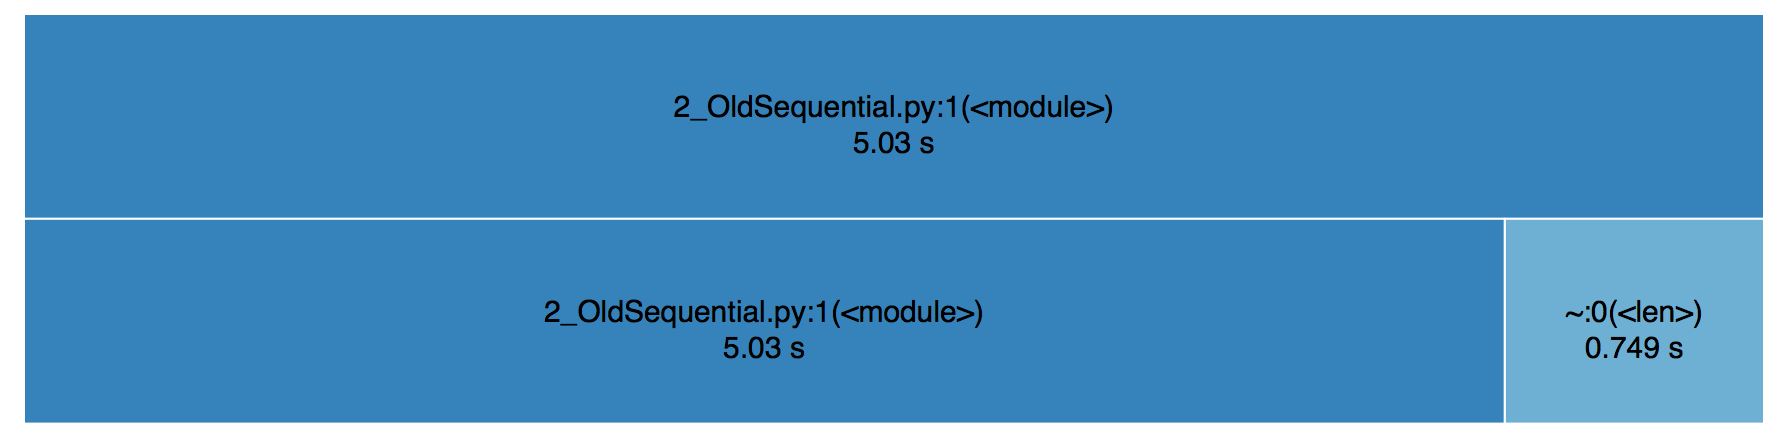 2_OldSequential.py:1(<module>)
5.03 s
2_OldSequential.py:1(<module>)
5.03 s
~:0(<len>)
0.749 s